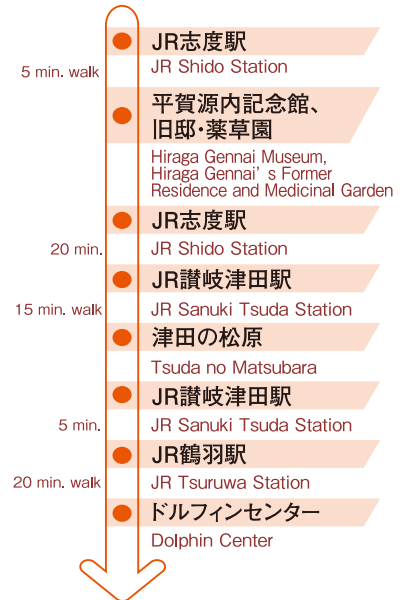 JR志度駅
5 min. walk
JR Shido Station
平賀源内記念館、
旧邸・薬草園
Hiraga Gennai Museum,
Hiraga Gennai' s Former
Residence and Medicinal Garden
JR志度駅
20 min.
JR Shido Station
JR讃岐津田駅
15 min. walk
JR Sanuki Tsuda Station
津田の松原
Tsuda no Matsubara
JR讃岐津田駅
5 min.
JR Sanuki Tsuda Station
JR鶴羽駅
20 min. walk
JR Tsuruwa Station
ドルフィンセンター
Dolphin Center